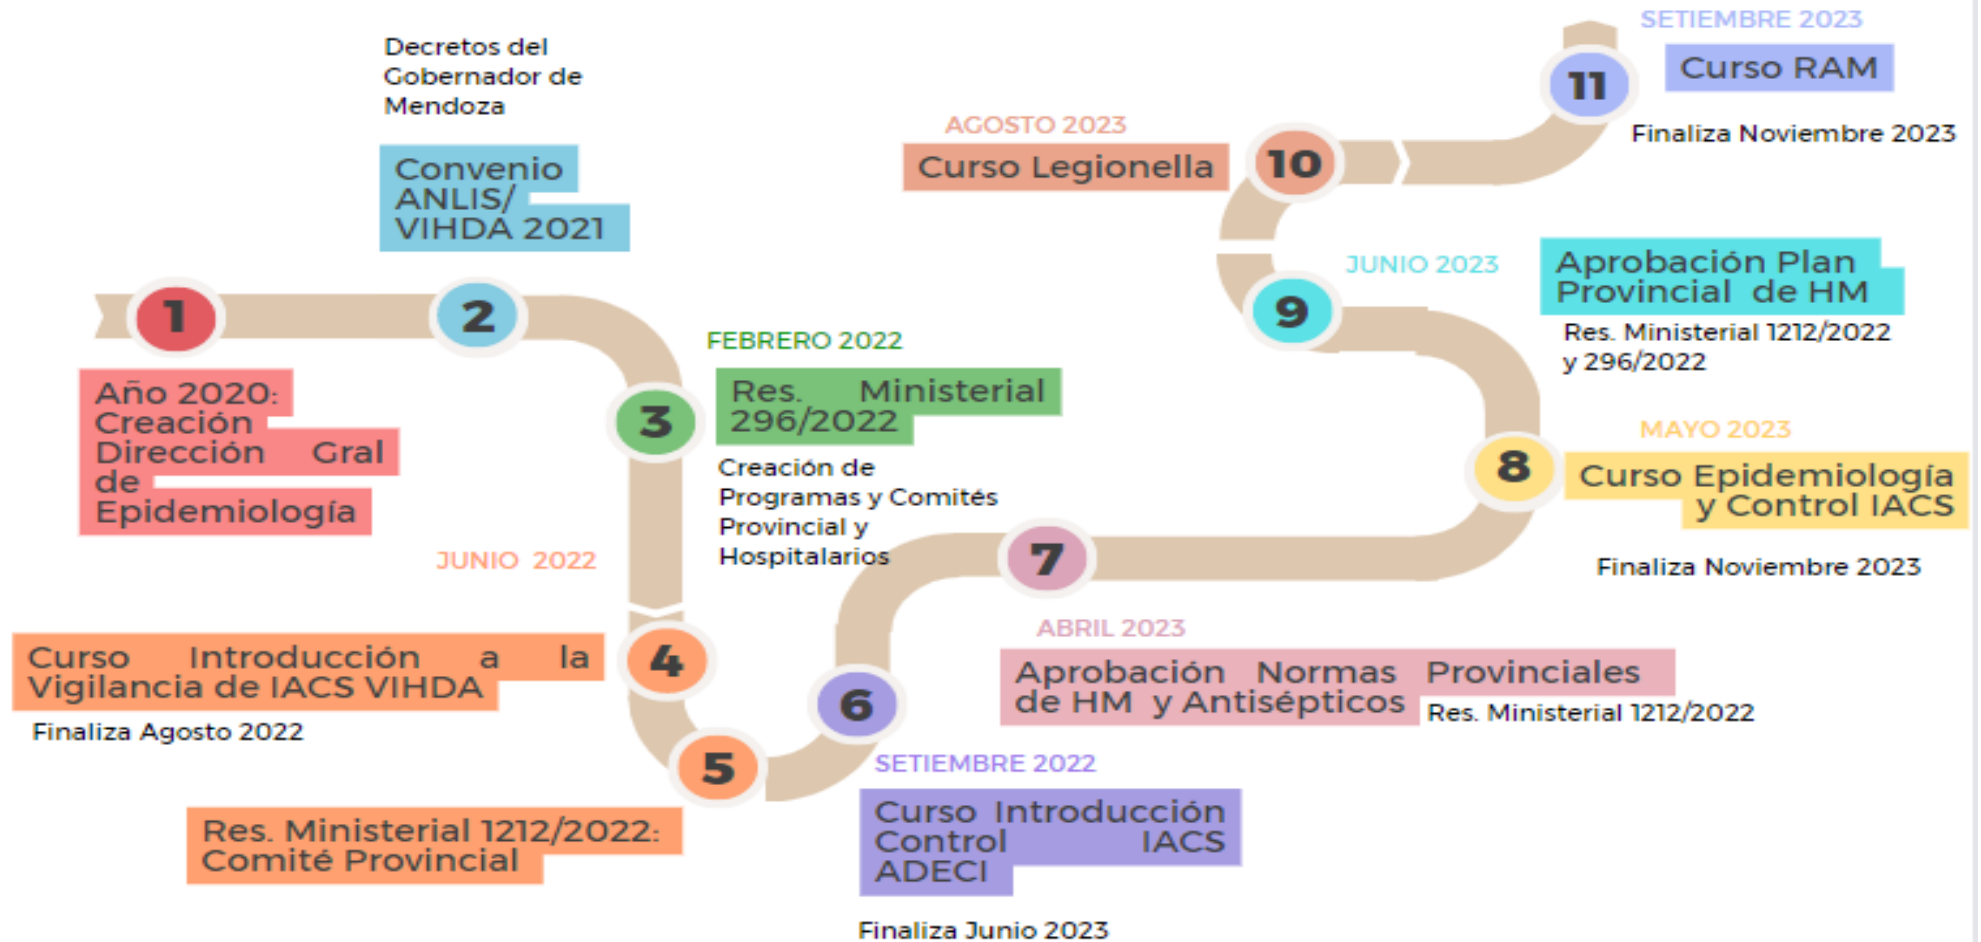 1
Año 2020:
Creación
Dirección Gral
de
Epidemiología
Decretos del
Gobernador de
Mendoza
Convenio
ANLIS/
VIHDA 2021
2
FEBRERO 2022
3
Res. Ministerial
296/2022
Creación de
Programas y Comités
Provincial y
Hospitalarios
JUNIO 2022
4
Curso Introducción a la
Vigilancia de IACS VIHDA
Finaliza Agosto 2022
5
Res. Ministerial 1212/2022:
Comité Provincial
6
SETIEMBRE 2022
Curso Introducción
Control IACS
ADECI
Finaliza Junio 2023
7
ABRIL 2023
Aprobación Normas Provinciales
de HM y Antisépticos
Res. Ministerial 1212/2022
8
MAYO 2023
Curso Epidemiología
y Control IACS
Finaliza Noviembre 2023
9
JUNIO 2023
Aprobación Plan
Provincial de HM
Res. Ministerial 1212/2022
y 296/2022
AGOSTO 2023
Curso Legionella
10
SETIEMBRE 2023
11
Curso RAM
Finaliza Noviembre 2023